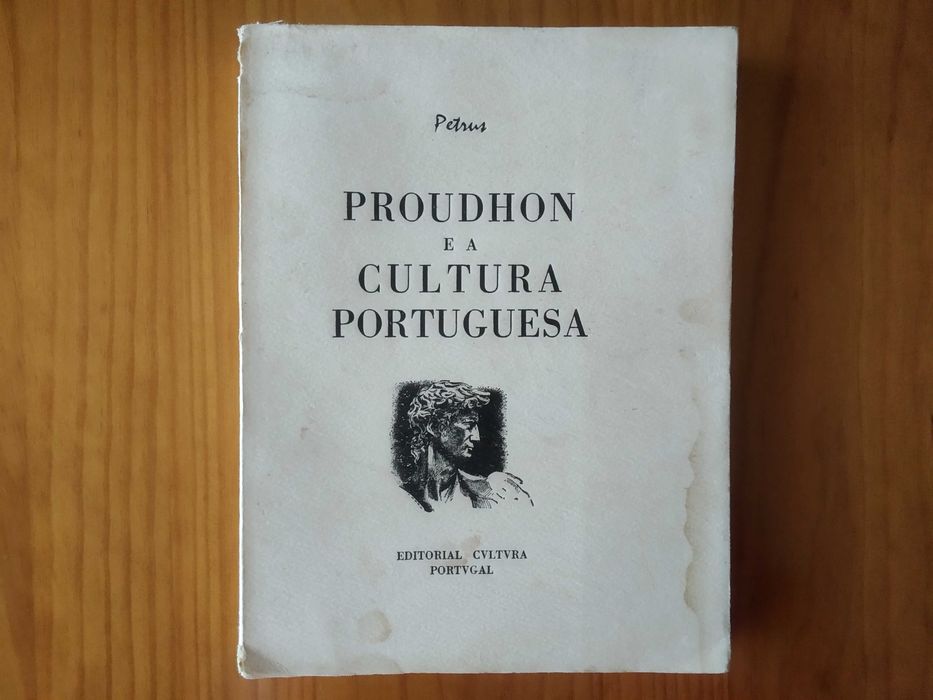 Petrus
PROUDHON
E A
CULTURA
PORTUGUESA
EDITORIAL CVLTVRA
PORTVGAL